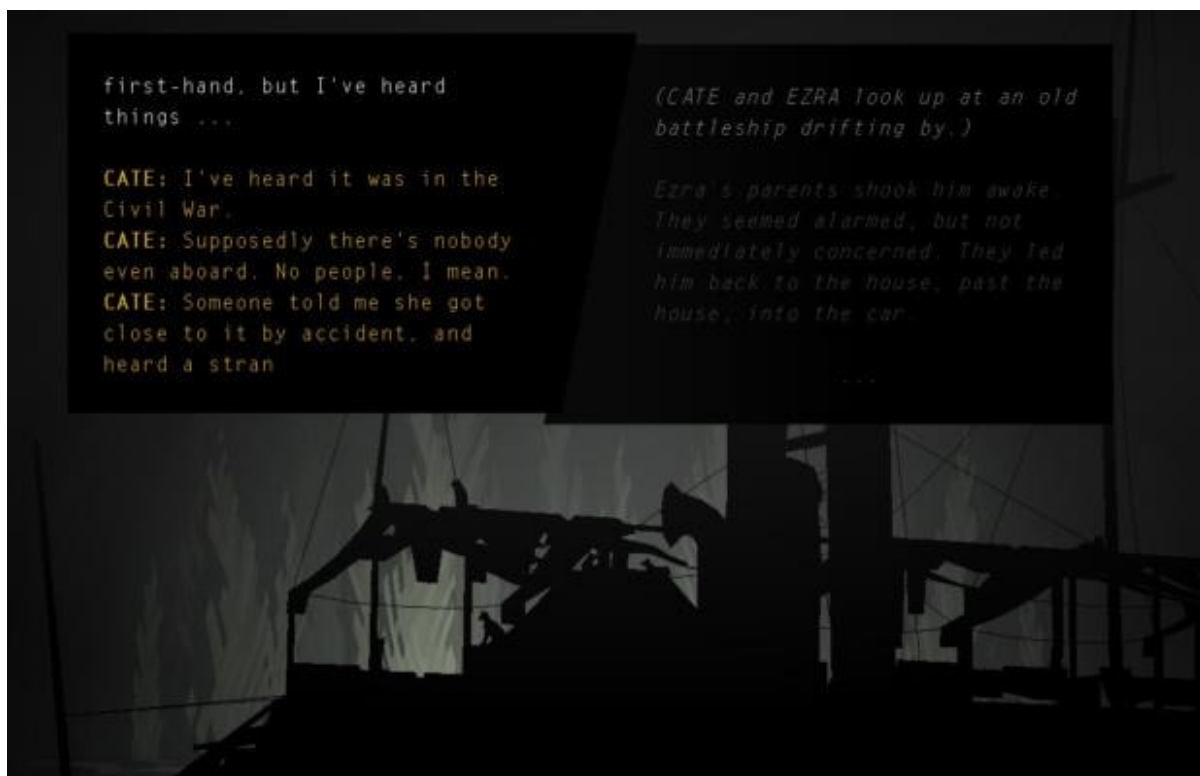 first-hand, but I've heard
things ...
CATE: I've heard it was in the
Civil War.
CATE: Supposedly there's nobody
even aboard. No people, I mean.
CATE: Someone told me she got
close to it by accident, and
heard a stran
(CATE and EZRA look up at an old
battleship drifting by.)
Ezra's parents shook him awake.
They seemed alarmed, but not
immediately concerned. They led
him back to the house, past the
house, into the car.
...